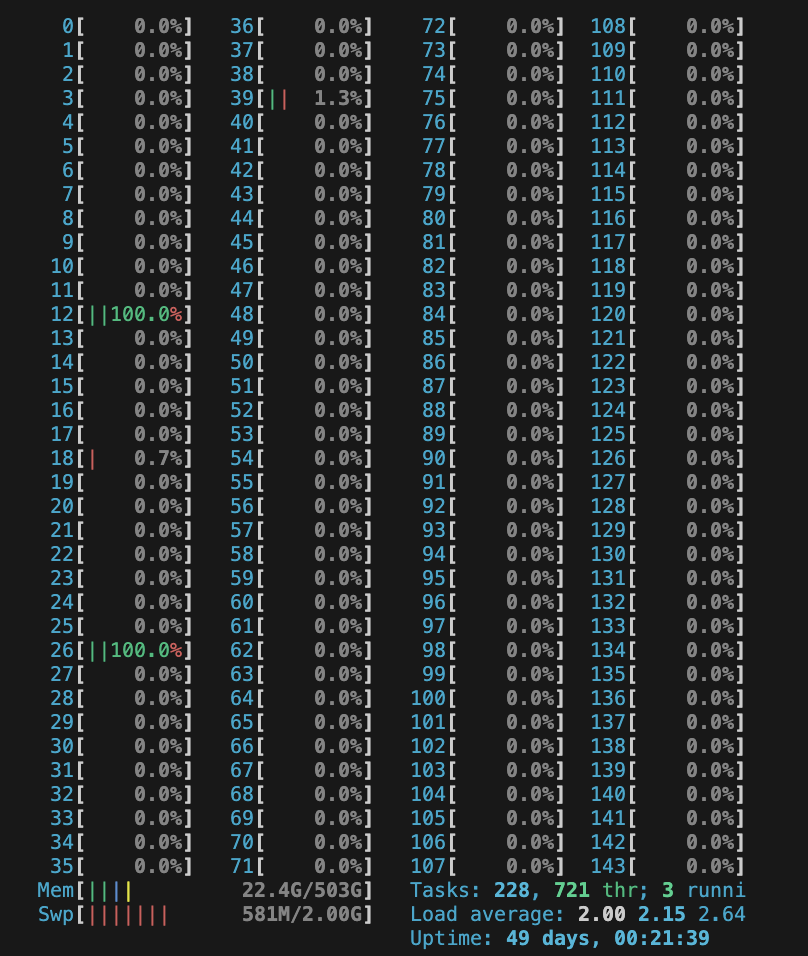 0[ 0.0%] 36[ 0.0%] 72[ 0.0%] 108[ 0.0%]
1[ 0.0%] 37[ 0.0%] 73[ 0.0%] 109[ 0.0%]
2[ 0.0%] 38[ 0.0%] 74[ 0.0%] 110[ 0.0%]
3[ 0.0%] 39[|| 1.3%] 75[ 0.0%] 111[ 0.0%]
4[ 0.0%] 40[ 0.0%] 76[ 0.0%] 112[ 0.0%]
5[ 0.0%] 41[ 0.0%] 77[ 0.0%] 113[ 0.0%]
6[ 0.0%] 42[ 0.0%] 78[ 0.0%] 114[ 0.0%]
7[ 0.0%] 43[ 0.0%] 79[ 0.0%] 115[ 0.0%]
8[ 0.0%] 44[ 0.0%] 80[ 0.0%] 116[ 0.0%]
9[ 0.0%] 45[ 0.0%] 81[ 0.0%] 117[ 0.0%]
10[ 0.0%] 46[ 0.0%] 82[ 0.0%] 118[ 0.0%]
11[ 0.0%] 47[ 0.0%] 83[ 0.0%] 119[ 0.0%]
12[||100.0%] 48[ 0.0%] 84[ 0.0%] 120[ 0.0%]
13[ 0.0%] 49[ 0.0%] 85[ 0.0%] 121[ 0.0%]
14[ 0.0%] 50[ 0.0%] 86[ 0.0%] 122[ 0.0%]
15[ 0.0%] 51[ 0.0%] 87[ 0.0%] 123[ 0.0%]
16[ 0.0%] 52[ 0.0%] 88[ 0.0%] 124[ 0.0%]
17[ 0.0%] 53[ 0.0%] 89[ 0.0%] 125[ 0.0%]
18[| 0.7%] 54[ 0.0%] 90[ 0.0%] 126[ 0.0%]
19[ 0.0%] 55[ 0.0%] 91[ 0.0%] 127[ 0.0%]
20[ 0.0%] 56[ 0.0%] 92[ 0.0%] 128[ 0.0%]
21[ 0.0%] 57[ 0.0%] 93[ 0.0%] 129[ 0.0%]
22[ 0.0%] 58[ 0.0%] 94[ 0.0%] 130[ 0.0%]
23[ 0.0%] 59[ 0.0%] 95[ 0.0%] 131[ 0.0%]
24[ 0.0%] 60[ 0.0%] 96[ 0.0%] 132[ 0.0%]
25[ 0.0%] 61[ 0.0%] 97[ 0.0%] 133[ 0.0%]
26[||100.0%] 62[ 0.0%] 98[ 0.0%] 134[ 0.0%]
27[ 0.0%] 63[ 0.0%] 99[ 0.0%] 135[ 0.0%]
28[ 0.0%] 64[ 0.0%] 100[ 0.0%] 136[ 0.0%]
29[ 0.0%] 65[ 0.0%] 101[ 0.0%] 137[ 0.0%]
30[ 0.0%] 66[ 0.0%] 102[ 0.0%] 138[ 0.0%]
31[ 0.0%] 67[ 0.0%] 103[ 0.0%] 139[ 0.0%]
32[ 0.0%] 68[ 0.0%] 104[ 0.0%] 140[ 0.0%]
33[ 0.0%] 69[ 0.0%] 105[ 0.0%] 141[ 0.0%]
34[ 0.0%] 70[ 0.0%] 106[ 0.0%] 142[ 0.0%]
35[ 0.0%] 71[ 0.0%] 107[ 0.0%] 143[ 0.0%]
Mem[|||| 22.4G/503G] Tasks: 228, 721 thr; 3 runni
Swp[||||||| 581M/2.00G] Load average: 2.00 2.15 2.64
Uptime: 49 days, 00:21:39